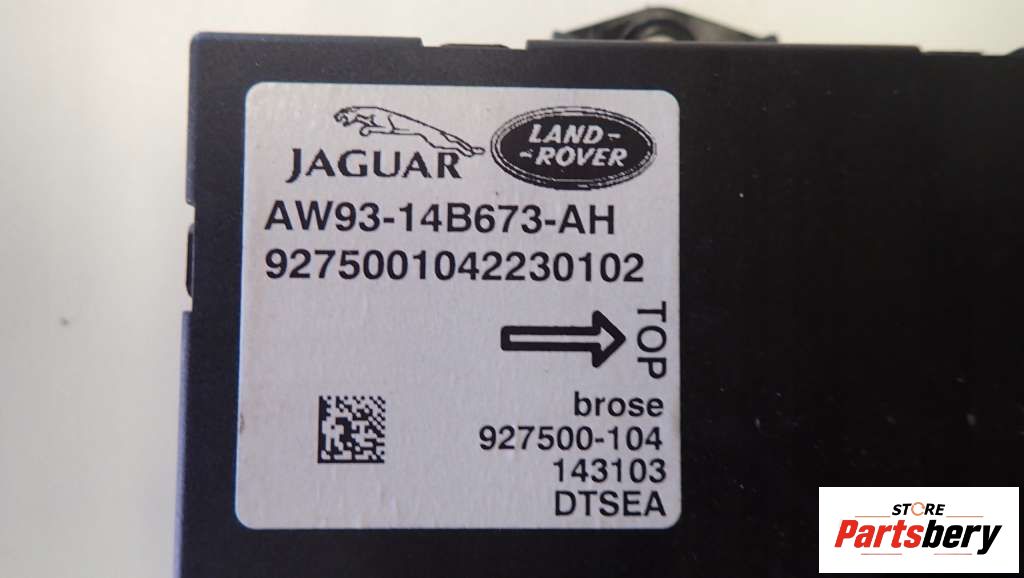 JAGUAR
LAND-
-ROVER
AW93-14B673-AH
9275001042230102
TOP
brose
927500-104
143103
DTSEA
STORE
Partsbery